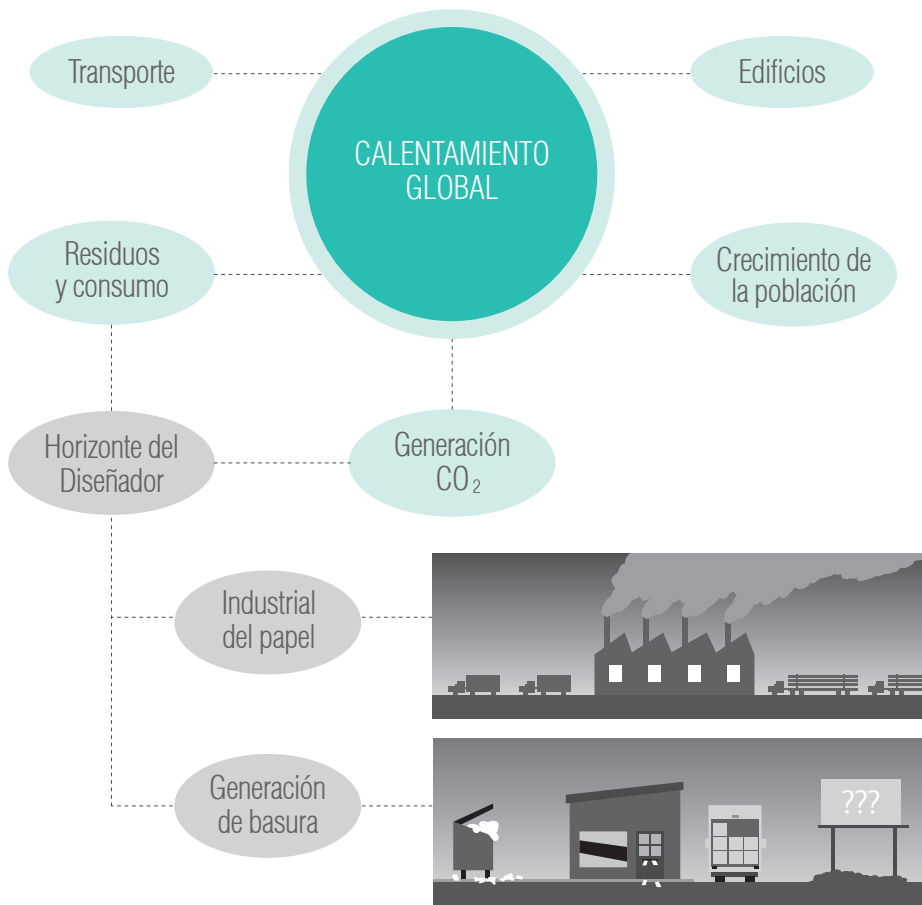 Transporte
Edificios
CALENTAMIENTO
GLOBAL
Residuos
y consumo
Crecimiento de
la población
Horizonte del
Diseñador
Generación
CO₂
Industrial
del papel
Generación
de basura
???